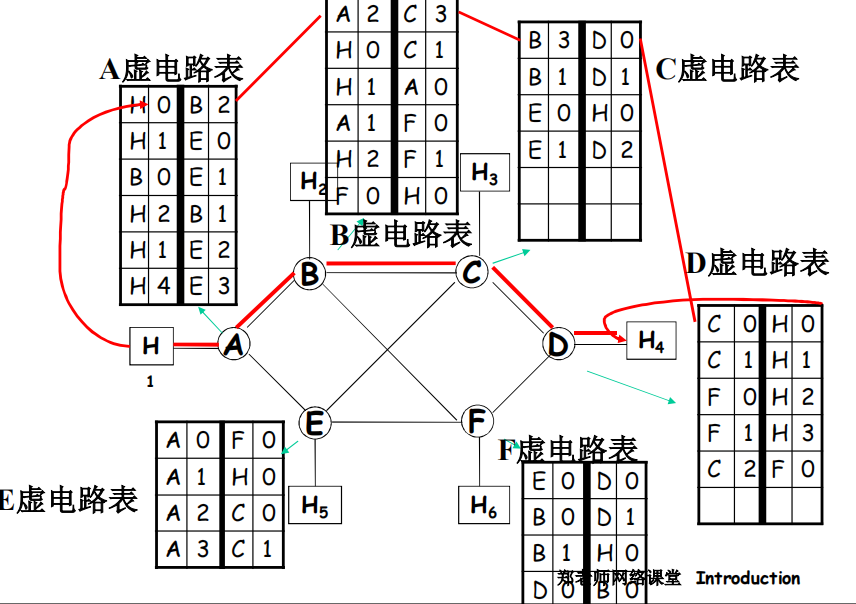 A虚电路表
H 0 B 2
H 1 E 0
B 0 E 1
H 2 B 1
H 1 E 2
H 4 E 3
A 2 C 3
H 0 C 1
H 1 A 0
A 1 F 0
H 2 F 1
F 0 H 0
B虚电路表
B 3 D 0
B 1 D 1
E 0 H 0
E 1 D 2
C虚电路表
H2
H3
B
C
D虚电路表
C 0 H 0
C 1 H 1
F 0 H 2
F 1 H 3
C 2 F 0
H
1
A
D
H4
E
F
E虚电路表
A 0 F 0
A 1 H 0
A 2 C 0
A 3 C 1
H5
H6
F虚电路表
E 0 D 0
B 0 D 1
B 1 H 0
D 0 B 0
郑老师网络课堂 Introduction